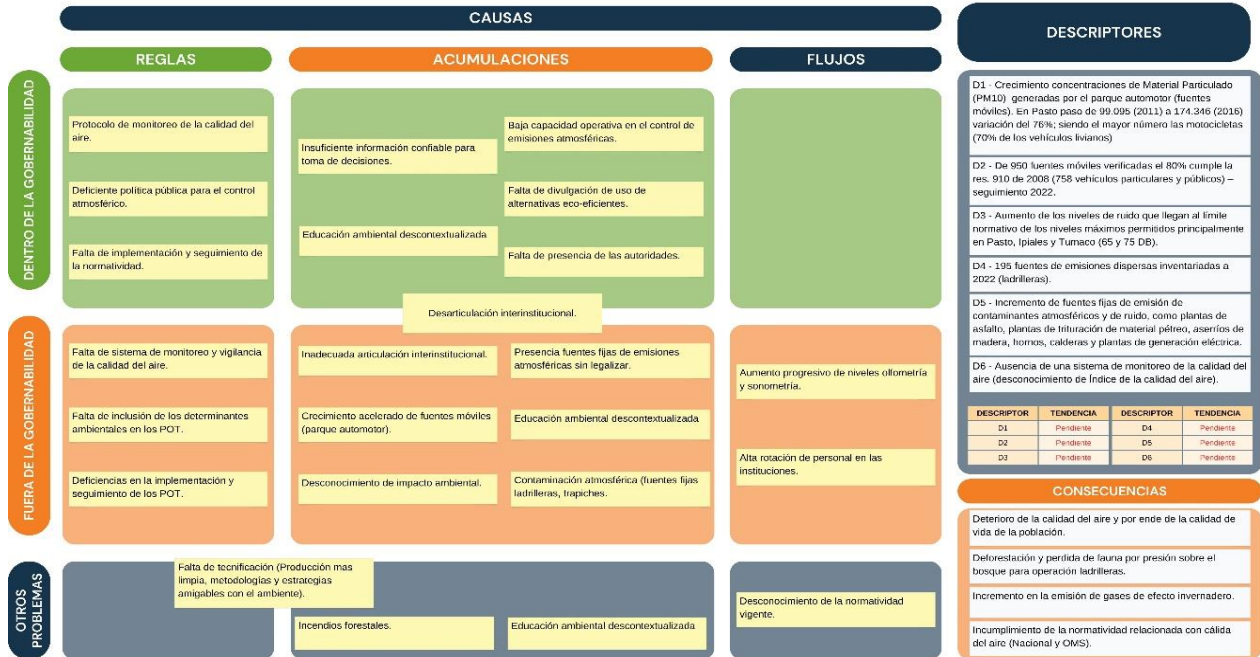 CAUSAS
REGLAS
ACUMULACIONES
FLUJOS
DENTRO DE LA GOBERNABILIDAD
Protocolo de monitoreo de la calidad del
aire.
Deficiente política pública para el control
atmosférico.
Falta de implementación y seguimiento de
la normatividad.
Insuficiente información confiable para
toma de decisiones.
Educación ambiental descontextualizada
Baja capacidad operativa en el control de
emisiones atmosféricas.
Falta de divulgación de uso de
alternativas eco-eficientes.
Falta de presencia de las autoridades.
Desarticulación interinstitucional.
FUERA DE LA GOBERNABILIDAD
Falta de sistema de monitoreo y vigilancia
de la calidad del aire.
Falta de inclusión de los determinantes
ambientales en los POT.
Deficiencias en la implementación y
seguimiento de los POT.
Inadecuada articulación interinstitucional.
Crecimiento acelerado de fuentes móviles
(parque automotor).
Desconocimiento de impacto ambiental.
Presencia fuentes fijas de emisiones
atmosféricas sin legalizar.
Educación ambiental descontextualizada
Contaminación atmosférica (fuentes fijas
ladrilleras, trapiches.
Aumento progresivo de niveles olfometría
y sonometría.
Alta rotación de personal en las
instituciones.
OTROS
PROBLEMAS
Falta de tecnificación (Producción mas
limpia, metodologías y estrategias
amigables con el ambiente).
Incendios forestales.
Educación ambiental descontextualizada
Desconocimiento de la normatividad
vigente.
DESCRIPTORES
D1 - Crecimiento concentraciones de Material Particulado
(PM10) generadas por el parque automotor (fuentes
móviles). En Pasto paso de 99.095 (2011) a 174.346 (2016)
variación del 76%; siendo el mayor número las motocicletas
(70% de los vehículos livianos)
D2 - De 950 fuentes móviles verificadas el 80% cumple la
res. 910 de 2008 (758 vehículos particulares y públicos) –
seguimiento 2022.
D3 - Aumento de los niveles de ruido que llegan al límite
normativo de los niveles máximos permitidos principalmente
en Pasto, Ipiales y Tumaco (65 y 75 DB).
D4 - 195 fuentes de emisiones dispersas inventariadas a
2022 (ladrilleras).
D5 - Incremento de fuentes fijas de emisión de
contaminantes atmosféricos y de ruido, como plantas de
asfalto, plantas de trituración de material pétreo, aserríos de
madera, hornos, calderas y plantas de generación eléctrica.
D6 - Ausencia de una sistema de monitoreo de la calidad del
aire (desconocimiento de Índice de la calidad del aire).
DESCRIPTOR TENDENCIA DESCRIPTOR TENDENCIA
D1 Pendiente D4 Pendiente
D2 Pendiente D5 Pendiente
D3 Pendiente D6 Pendiente
CONSECUENCIAS
Deterioro de la calidad del aire y por ende de la calidad de
vida de la población.
Deforestación y perdida de fauna por presión sobre el
bosque para operación ladrilleras.
Incremento en la emisión de gases de efecto invernadero.
Incumplimiento de la normatividad relacionada con cálida
del aire (Nacional y OMS).